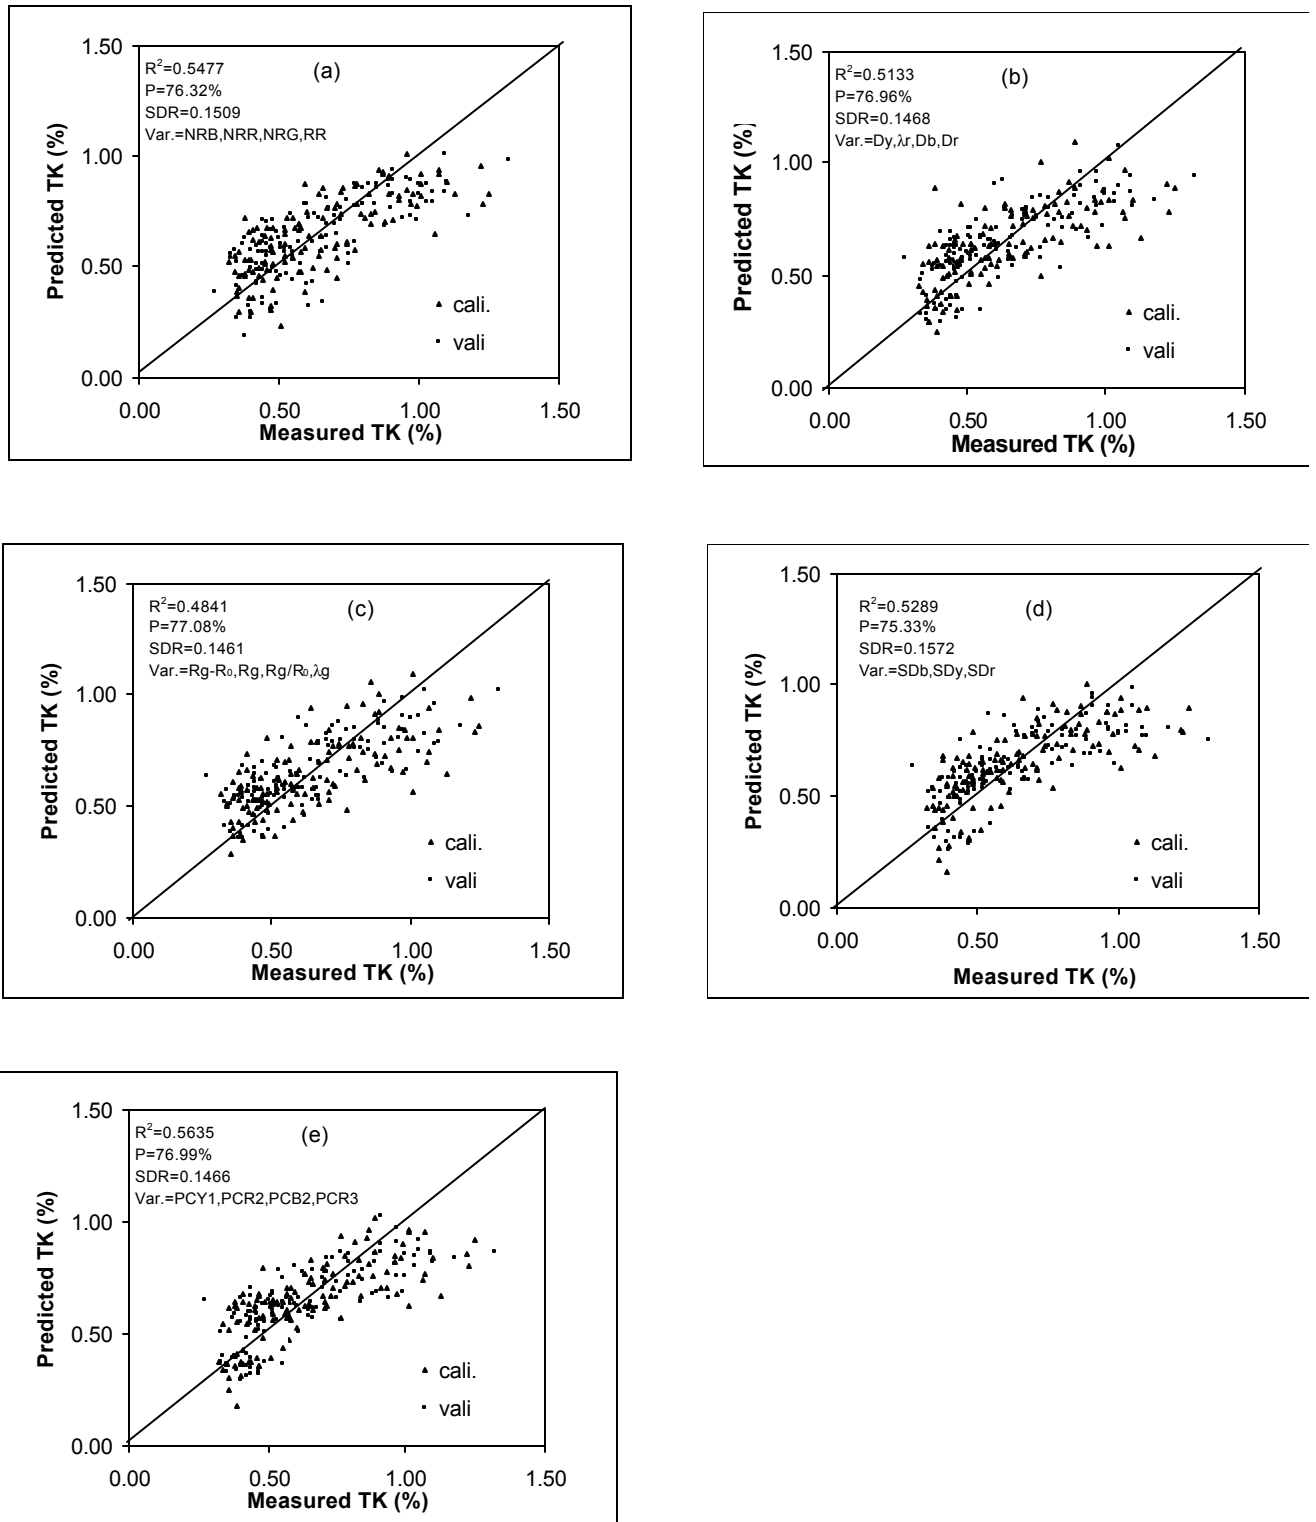 1.50
R²=0.5477
(a)
P=76.32%
SDR=0.1509
Var.=NRB,NRR,NRG,RR
1.00
0.50
0.00
Predicted TK (%)
cali.
vali
0.00 0.50 1.00 1.50
Measured TK (%)
1.50
R²=0.5133
(b)
P=76.96%
SDR=0.1468
Var.=Dy,λr,Db,Dr
1.00
0.50
0.00
Predicted TK (%)
cali.
vali
0.00 0.50 1.00 1.50
Measured TK (%)
1.50
R²=0.4841
(c)
P=77.08%
SDR=0.1461
Var.=Rg-R₀,Rg,Rg/R₀,λg
1.00
0.50
0.00
Predicted TK (%)
cali.
vali
0.00 0.50 1.00 1.50
Measured TK (%)
1.50
R²=0.5289
(d)
P=75.33%
SDR=0.1572
Var.=SDb,SDy,SDr
1.00
0.50
0.00
Predicted TK (%)
cali.
vali
0.00 0.50 1.00 1.50
Measured TK (%)
1.50
R²=0.5635
(e)
P=76.99%
SDR=0.1466
Var.=PCY1,PCR2,PCB2,PCR3
1.00
0.50
0.00
Predicted TK (%)
cali.
vali
0.00 0.50 1.00 1.50
Measured TK (%)